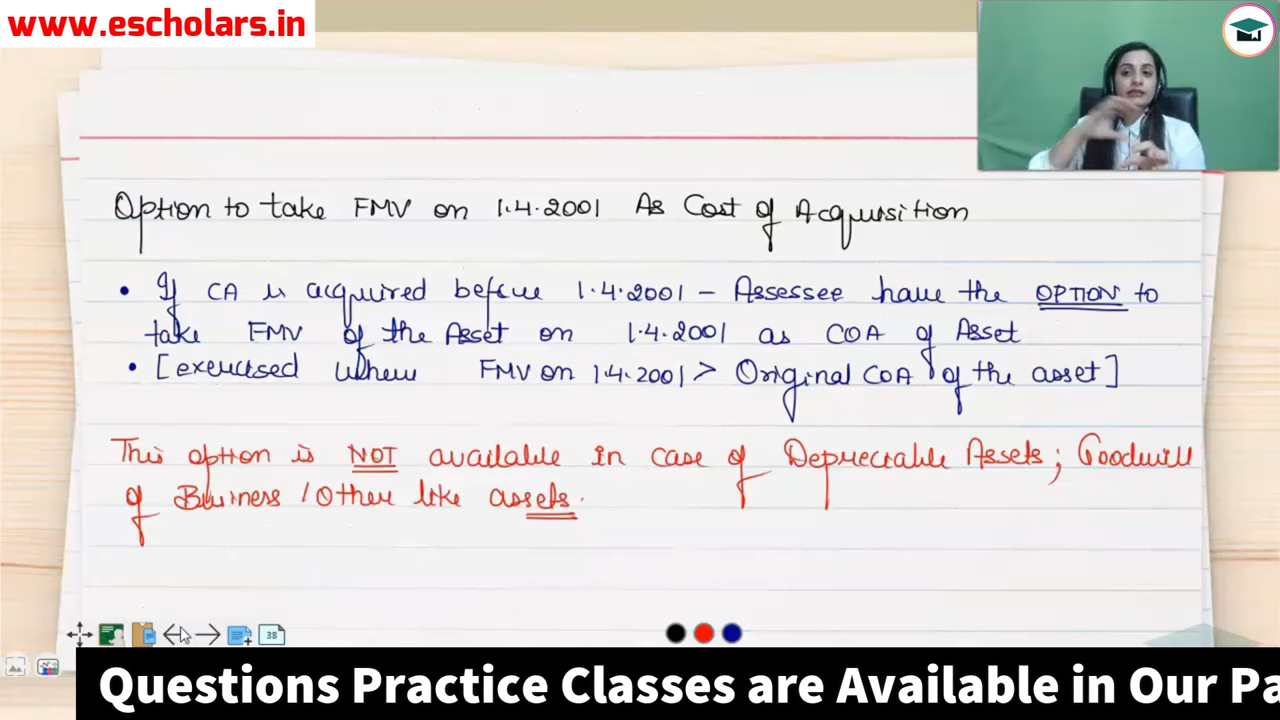 www.escholars.in
Option to take FMV on 1.4.2001 As Cost of Acquisition
• If CA is acquired before 1.4.2001 - Assessee have the OPTION to
take FMV of the Asset on 1.4.2001 as COA of Asset
• [exercised when FMV on 1.4.2001 > Original COA of the asset]
This option is NOT available in case of Depreciable Assets; Goodwill
of Business / Other like assets.
38
Questions Practice Classes are Available in Our Pa